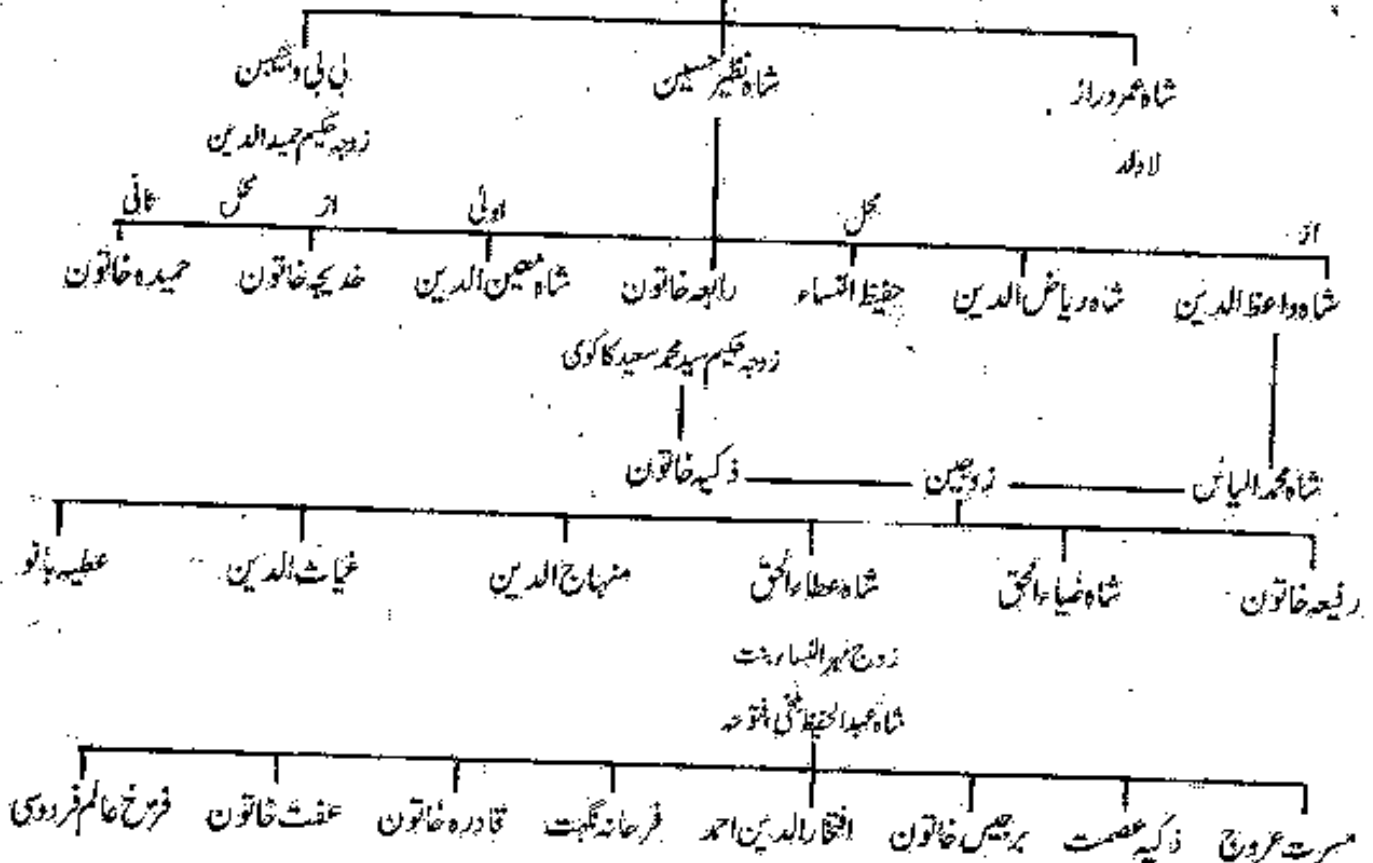 شاہ عمر دراز شاہ نظیر حسین بی بی
لاولد زوجہ حکیم حمید الدین
از محل اولیٰ از محل ثانی
شاہ واعظ الدین شاہ ریاض الدین حفیظ النساء رابعہ خاتون شاہ معین الدین خدیجہ خاتون حمیدہ خاتون
زوجہ حکیم سید محمد سعید کاکوی
شاہ محمد الیاس زوجین ذکیہ خاتون
رفیعہ خاتون شاہ ضیاء الحق شاہ عطاء الحق منہاج الدین غیاث الدین عطیہ بانو
زوج مہر النساء بنت
شاہ عبد الحفیظ بلخی فتوحہ
مسرت عروج ذکیہ عصمت برجیس خاتون افتخار الدین احمد فرحانہ نگہت قادرہ خاتون عفت خاتون فرخ عالم فردوسی